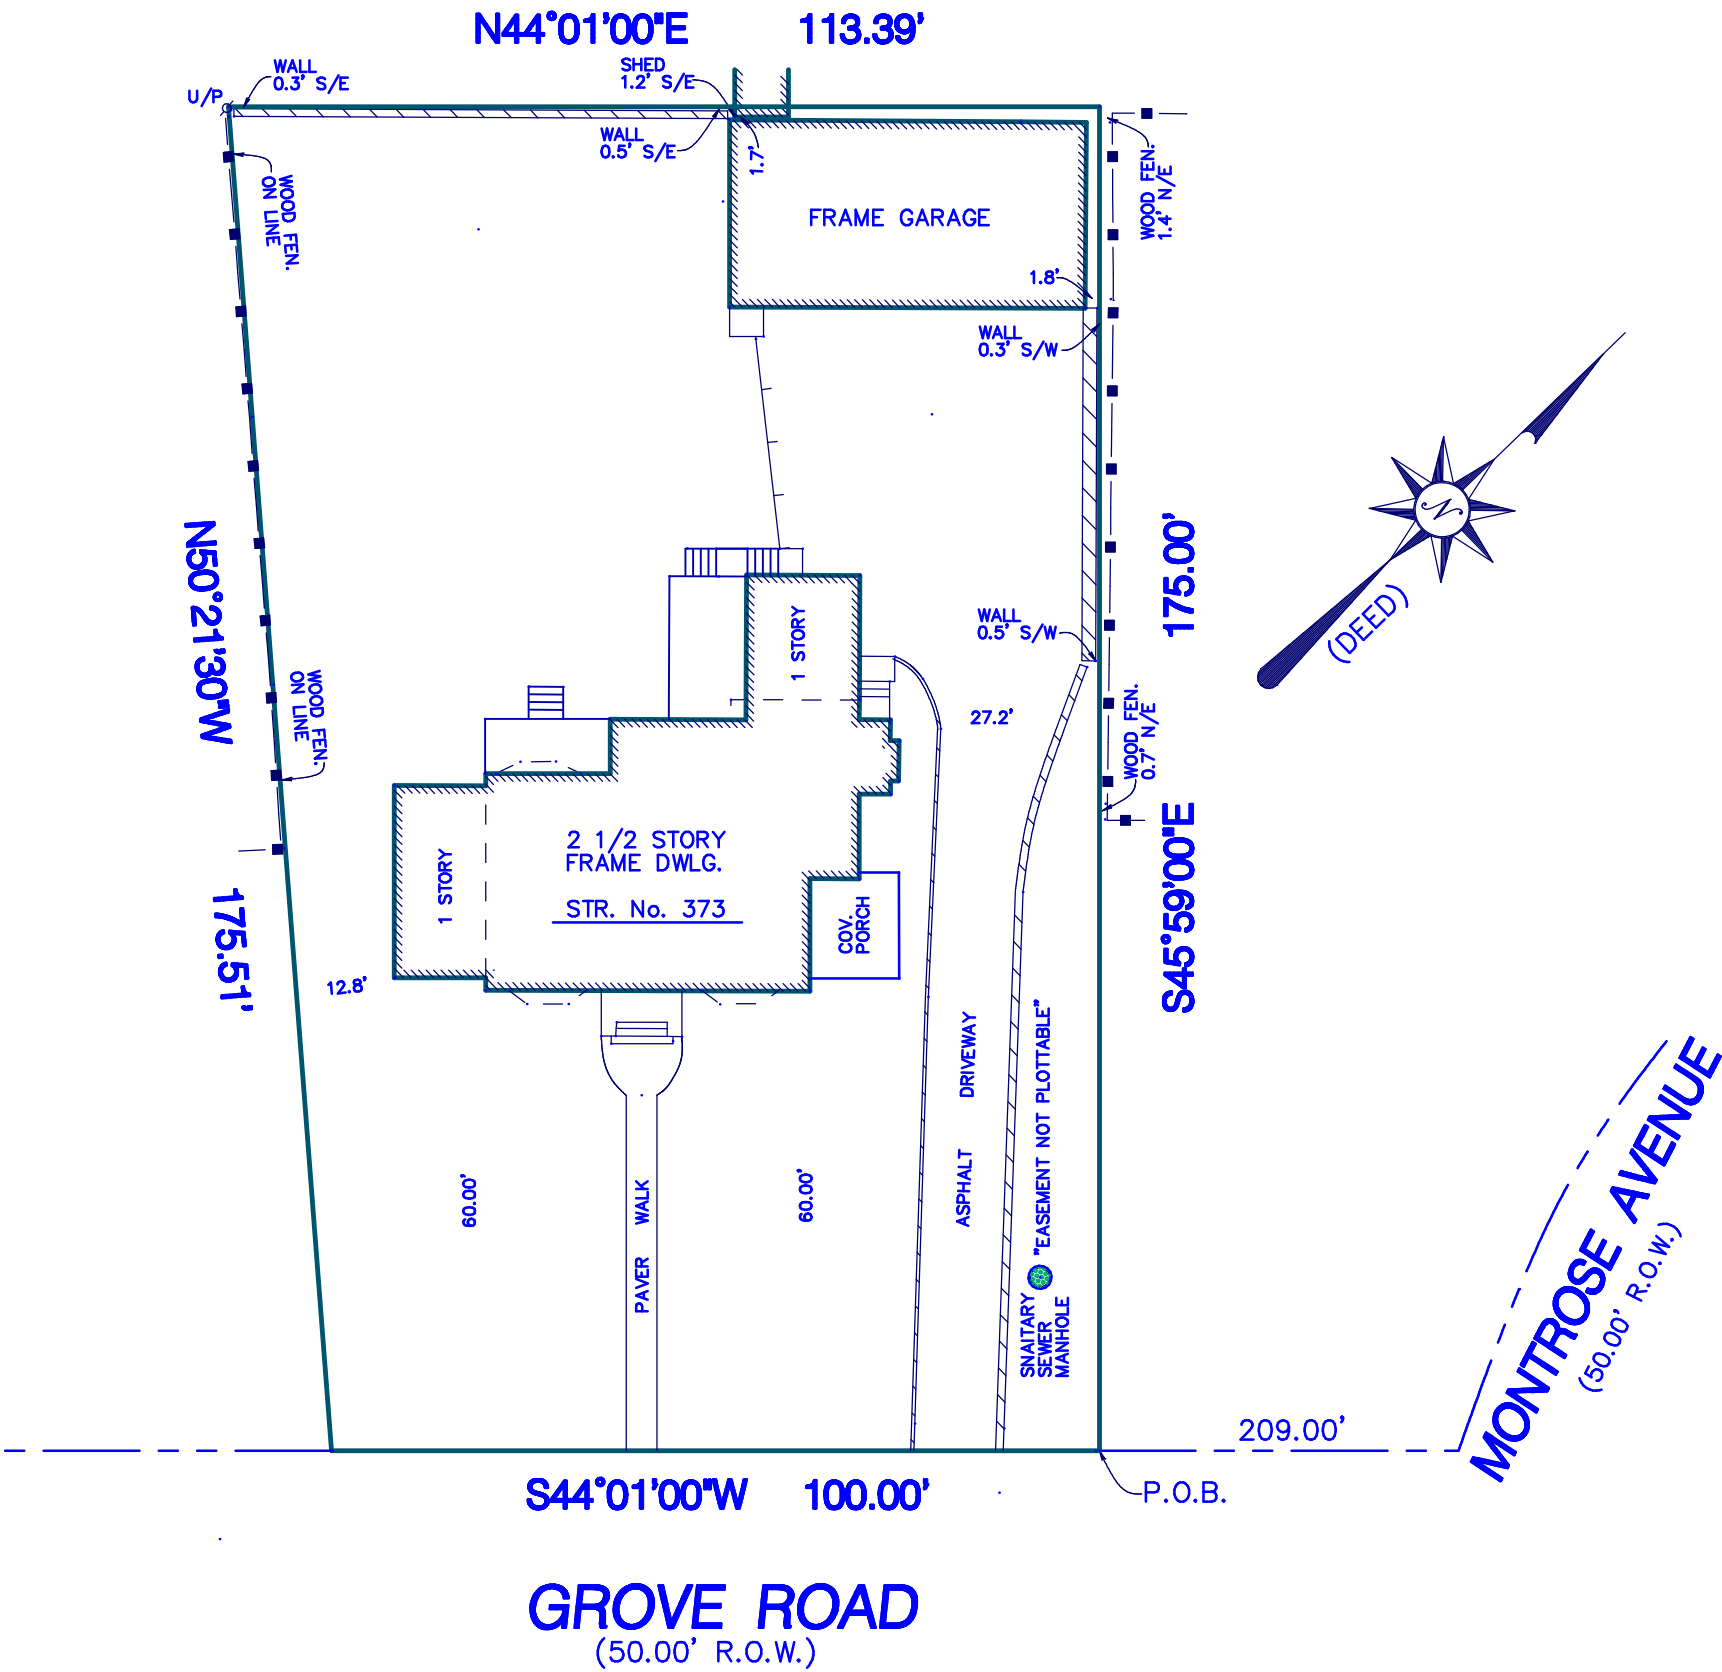 N44°01'00"E 113.39'
WALL
0.3' S/E
U/P
SHED
1.2' S/E
WALL
0.5' S/E
1.7'
WOOD FEN.
ON LINE
WOOD FEN.
1.4' N/E
FRAME GARAGE
1.8'
WALL
0.3' S/W
N50°21'30"W
175.51'
175.00'
S45°59'00"E
(DEED)
N
1 STORY
WALL
0.5' S/W
WOOD FEN.
ON LINE
27.2'
WOOD FEN.
0.7' N/E
2 1/2 STORY
FRAME DWLG.
STR. No. 373
1 STORY
COV.
PORCH
12.8'
ASPHALT DRIVEWAY
"EASEMENT NOT PLOTTABLE"
60.00'
PAVER WALK
60.00'
SNAITARY
SEWER
MANHOLE
MONTROSE AVENUE
(50.00' R.O.W.)
209.00'
S44°01'00"W 100.00'
P.O.B.
GROVE ROAD
(50.00' R.O.W.)